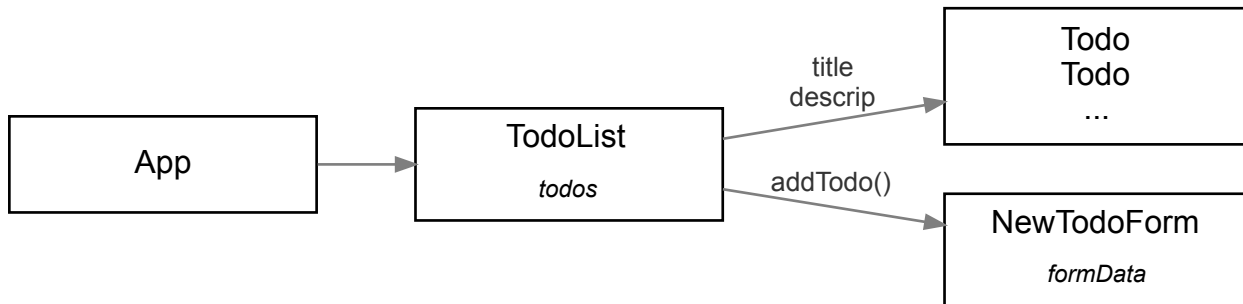 App
TodoList
todos
title
descrip
addTodo()
Todo
Todo
...
NewTodoForm
formData